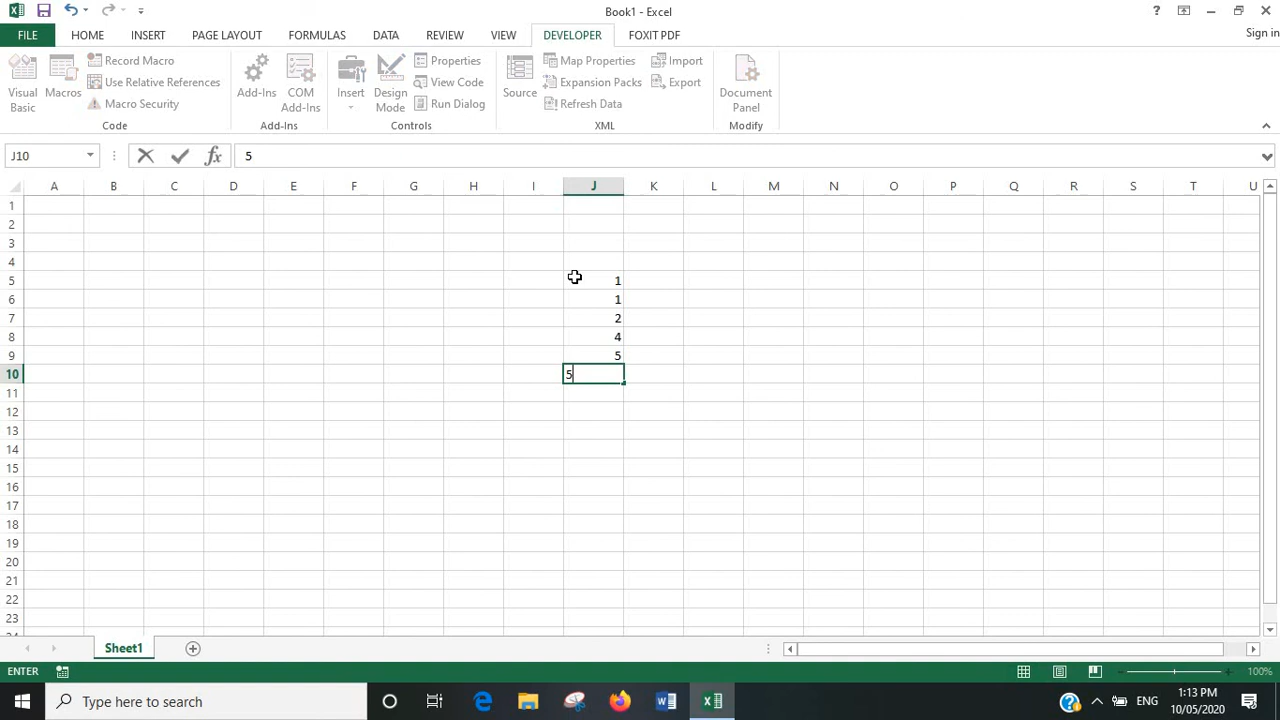 Book1 - Excel
?
FILE HOME INSERT PAGE LAYOUT FORMULAS DATA REVIEW VIEW DEVELOPER FOXIT PDF Sign in
Visual Basic
Macros
Record Macro
Use Relative References
Macro Security
Code
Add-Ins
COM Add-Ins
Add-Ins
Insert
Design Mode
Properties
View Code
Run Dialog
Controls
Source
Map Properties
Expansion Packs
Refresh Data
Import
Export
XML
Document Panel
Modify
J10 fx 5
A B C D E F G H I J K L M N O P Q R S T U
1
2
3
4
5 1
6 1
7 2
8 4
9 5
10 5
11
12
13
14
15
16
17
18
19
20
21
22
23
24
Sheet1
ENTER 100%
Type here to search
ENG
1:13 PM
10/05/2020